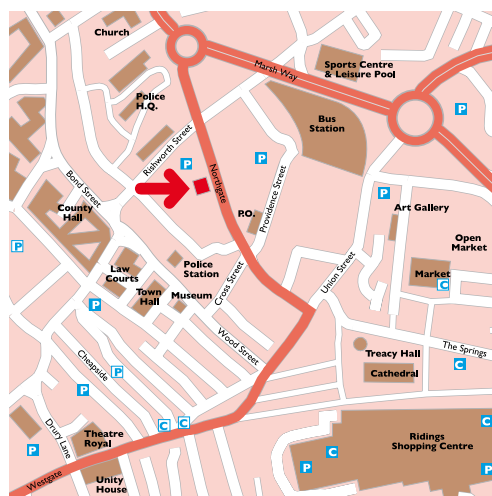 Church
Marsh Way
Sports Centre
& Leisure Pool
Police
H.Q.
P
Bus
Station
Rishworth Street
P
P
Northgate
Bond Street
Providence Street
P
County
Hall
P.O.
Art Gallery
P
Open
Market
Law
Courts
Police
Station
Cross Street
Union Street
Market
C
Town
Hall
Museum
P
Wood Street
The Springs
Cheapside
P
Treacy Hall
Cathedral
C
P
Drury Lane
C
C
C
Theatre
Royal
Ridings
Shopping Centre
P
C
P
P
Westgate
Unity
House